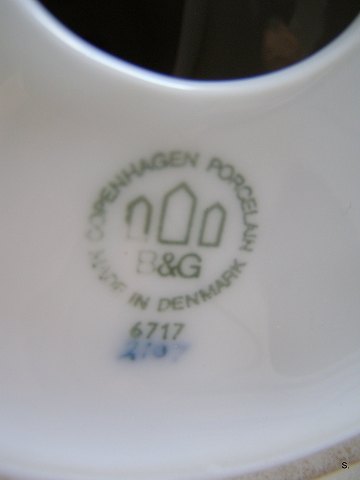 COPENHAGEN PORCELAIN
B&G
MADE IN DENMARK
6717
S.